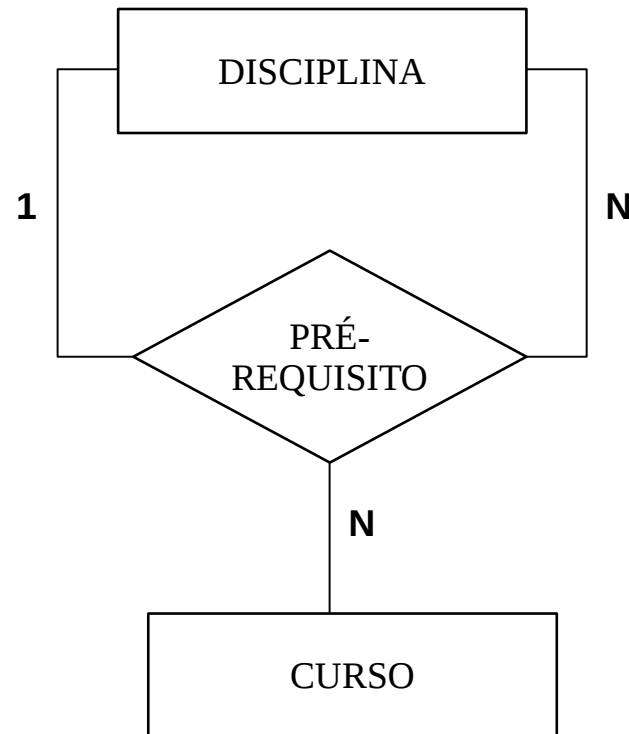 DISCIPLINA
1
N
PRÉ-
REQUISITO
N
CURSO